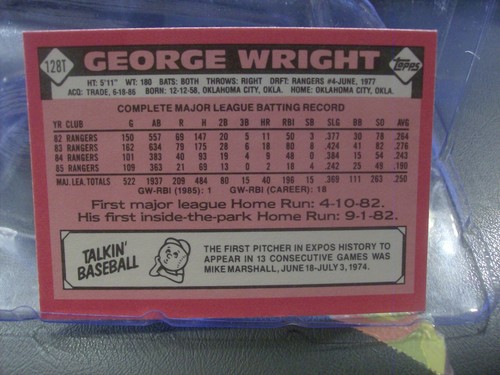 128T
GEORGE WRIGHT
topps
HT: 5'11" WT: 180 BATS: BOTH THROWS: RIGHT DRFT: RANGERS #4-JUNE, 1977
ACQ: TRADE, 6-18-86 BORN: 12-12-58, OKLAHOMA CITY, OKLA. HOME: OKLAHOMA CITY, OKLA.
COMPLETE MAJOR LEAGUE BATTING RECORD
YR CLUB G AB R H 2B 3B HR RBI SB SLG BB SO AVG
82 RANGERS 150 557 69 147 20 5 11 50 3 .377 30 78 .264
83 RANGERS 162 634 79 175 28 6 18 80 8 .424 41 82 .276
84 RANGERS 101 383 40 93 19 4 9 48 0 .384 15 54 .243
85 RANGERS 109 363 21 69 13 0 2 18 4 .242 25 49 .190
MAJ. LEA. TOTALS 522 1937 209 484 80 15 40 196 15 .369 111 263 .250
GW-RBI (1985): 1 GW-RBI (CAREER): 18
First major league Home Run: 4-10-82.
His first inside-the-park Home Run: 9-1-82.
TALKIN'
BASEBALL
THE FIRST PITCHER IN EXPOS HISTORY TO
APPEAR IN 13 CONSECUTIVE GAMES WAS
MIKE MARSHALL, JUNE 18-JULY 3, 1974.